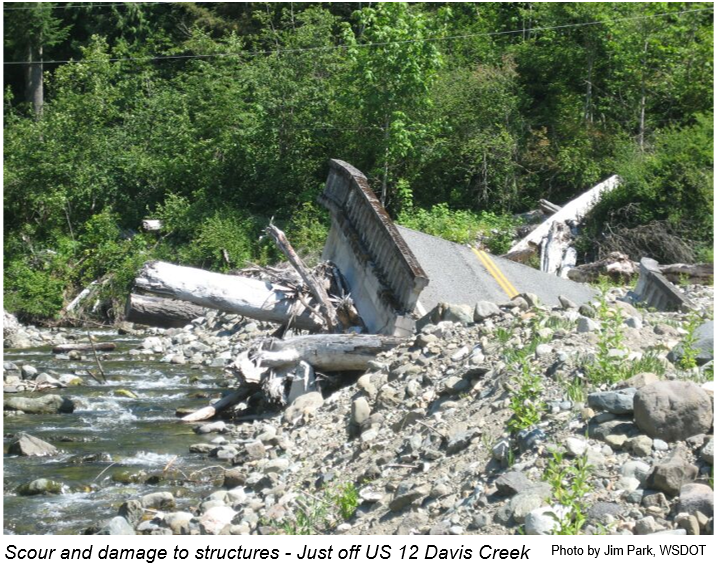 Scour and damage to structures - Just off US 12 Davis Creek Photo by Jim Park, WSDOT